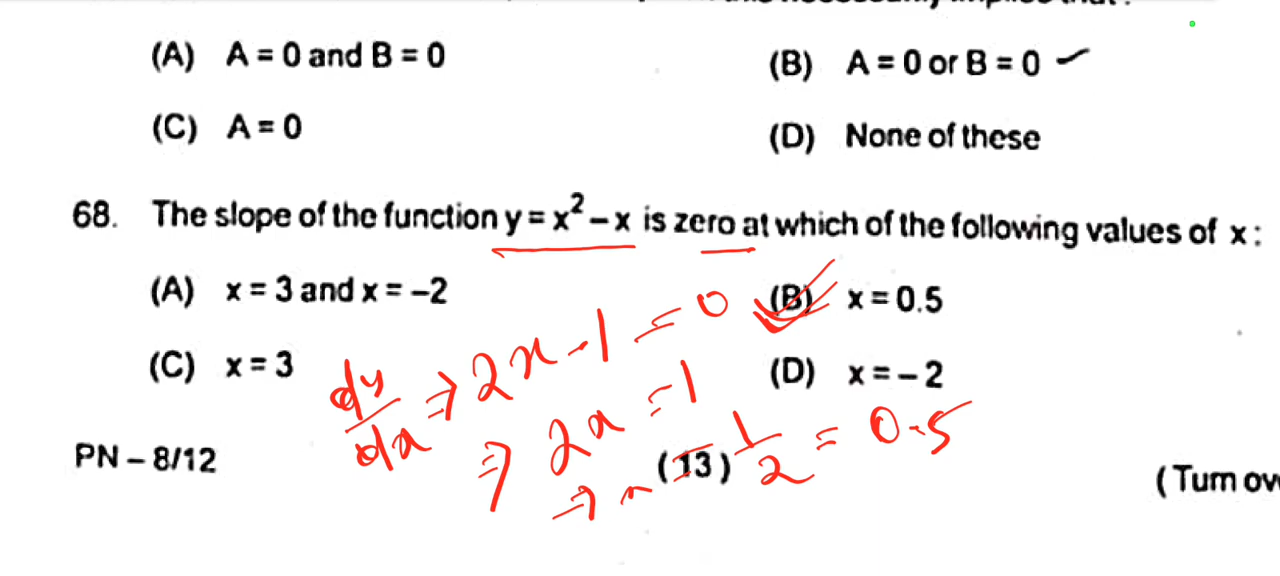 (A) A = 0 and B = 0
(B) A = 0 or B = 0
(C) A = 0
(D) None of these
68. The slope of the function y = x² – x is zero at which of the following values of x :
(A) x = 3 and x = –2
(B) x = 0.5
(C) x = 3
(D) x = – 2
dy/dx ⇒ 2x - 1 = 0
⇒ 2x = 1
⇒ x = 1/2 = 0.5
PN – 8/12
(13)
(Turn ov